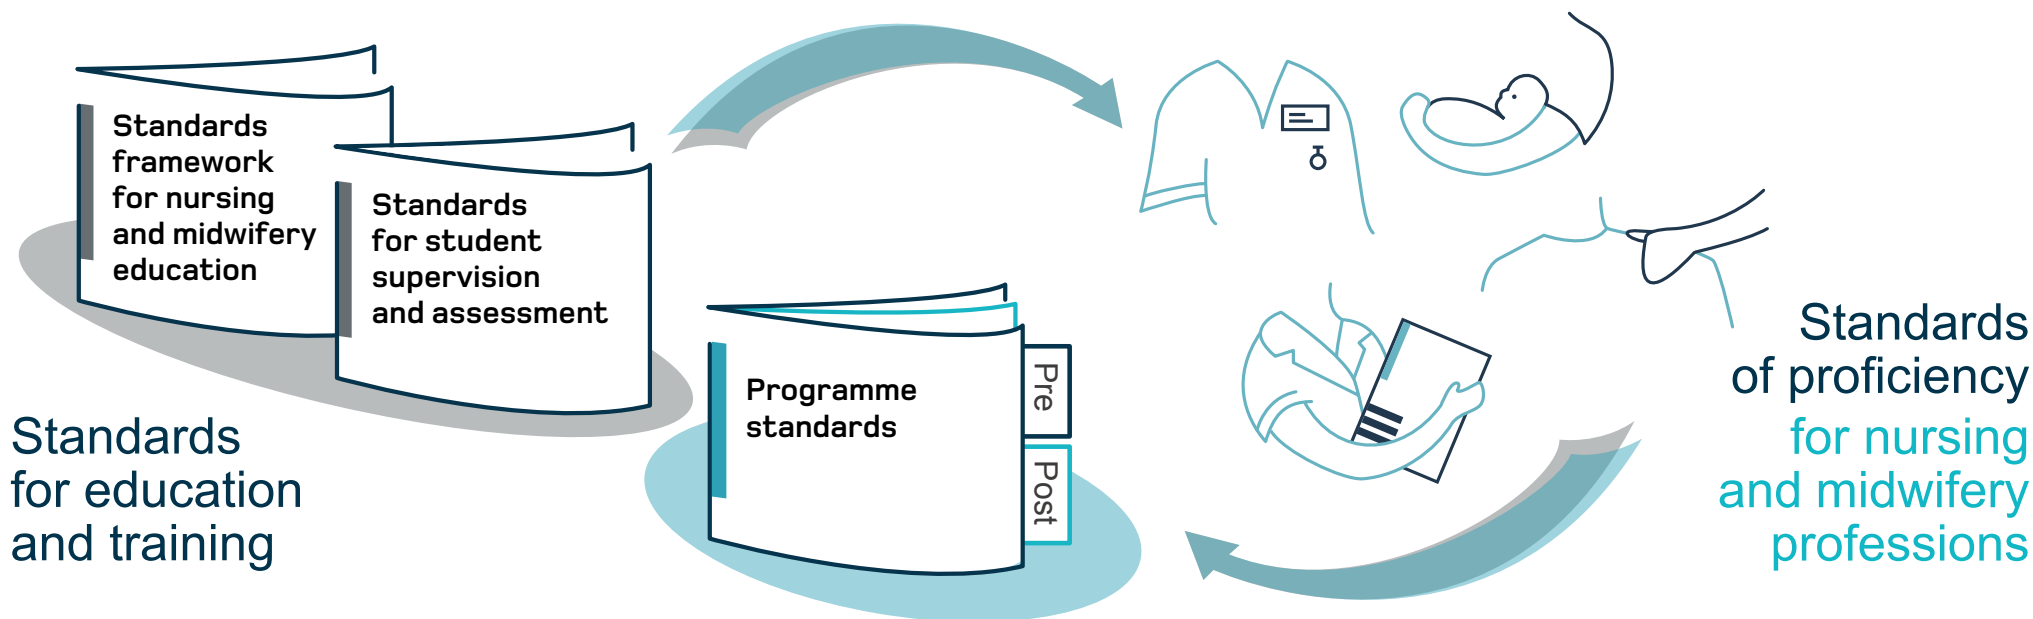 Standards
framework
for nursing
and midwifery
education
Standards
for student
supervision
and assessment
Programme
standards
Pre
Post
Standards
for education
and training
Standards
of proficiency
for nursing
and midwifery
professions